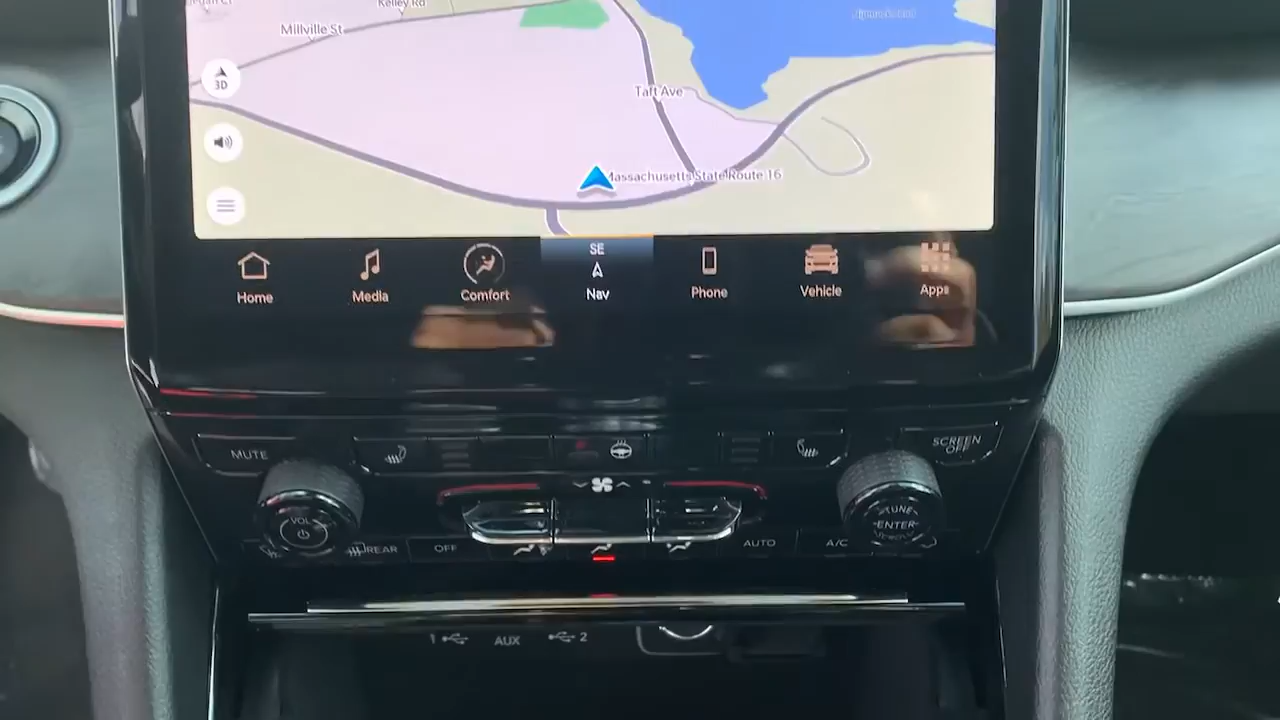 Kelley Rd
Millville St
3D
Taft Ave
Massachusetts State Route 16
SE
Home
Media
Comfort
Nav
Phone
Vehicle
Apps
MUTE
SCREEN OFF
VOL
TUNE
ENTER
REAR
OFF
AUTO
A/C
1
AUX
2